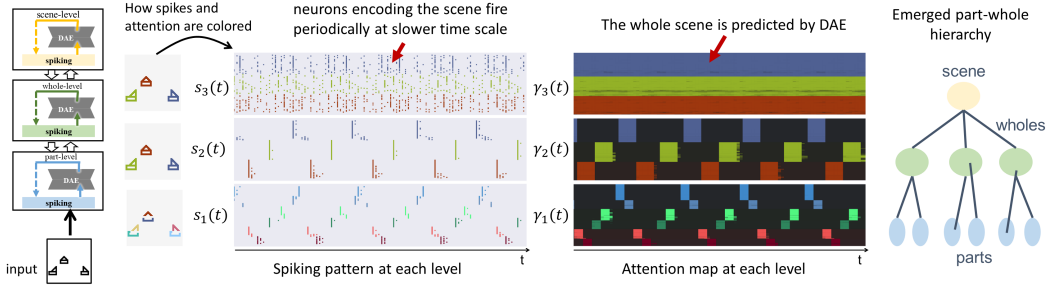 scene-level
DAE
spiking
whole-level
DAE
spiking
part-level
DAE
spiking
input
How spikes and
attention are colored
neurons encoding the scene fire
periodically at slower time scale
s₃(t)
s₂(t)
s₁(t)
t
Spiking pattern at each level
The whole scene is predicted by DAE
γ₃(t)
γ₂(t)
γ₁(t)
t
Attention map at each level
Emerged part-whole
hierarchy
scene
wholes
parts